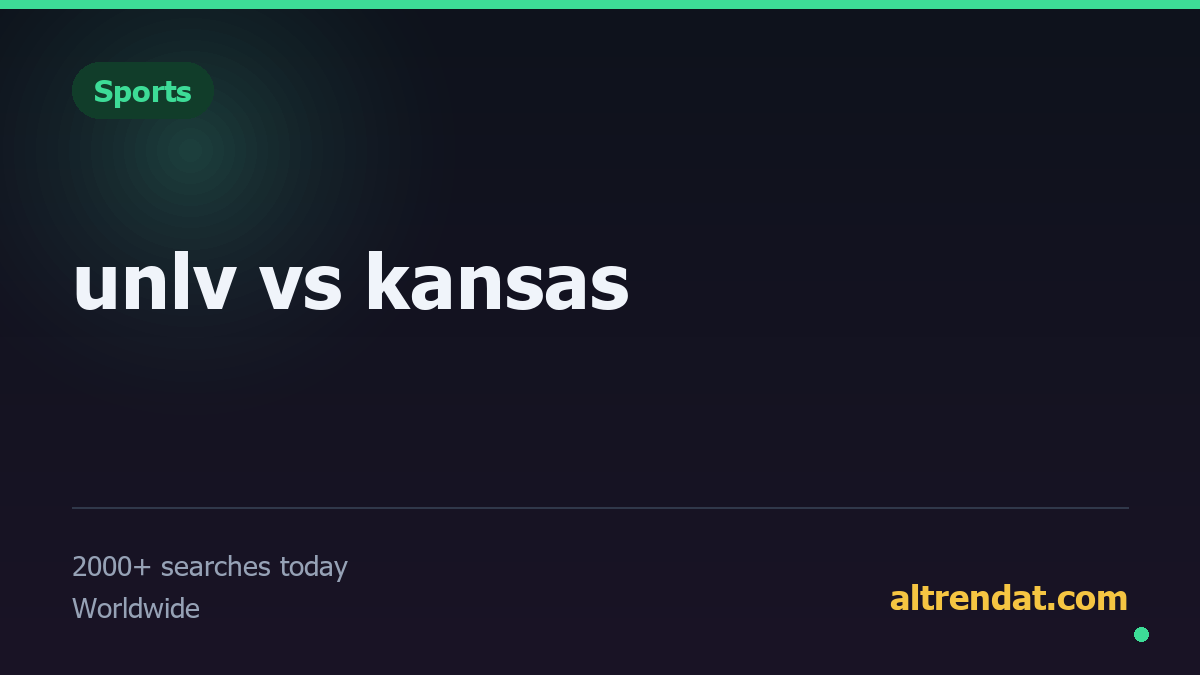 Sports
unlv vs kansas
2000+ searches today
Worldwide
altrendat.com